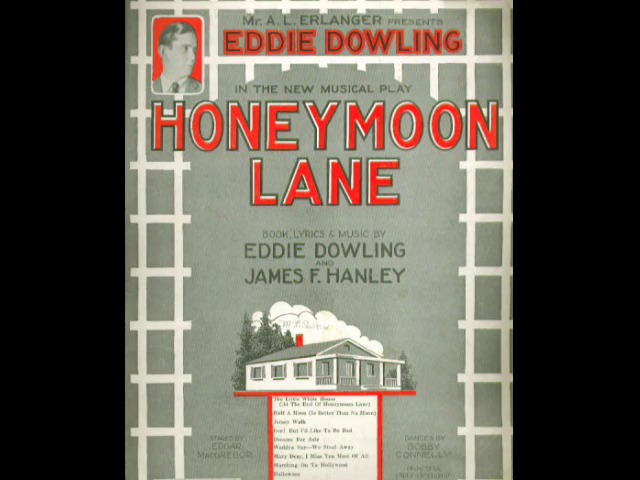 Mr. A. L. ERLANGER PRESENTS
EDDIE DOWLING
IN THE NEW MUSICAL PLAY
HONEYMOON
LANE
BOOK, LYRICS & MUSIC BY
EDDIE DOWLING
AND
JAMES F. HANLEY
The Little White House
(At The End Of Honeymoon Lane)
Half A Moon (Is Better Than No Moon)
Jersey Walk
But I'd Like To Be Bad
Dreams For Sale
Waddya Say—We Steal Away
Mary Dear, I Miss You Most Of All
Marching On To Hollywood
Halloween
STAGED BY
EDGAR
MacGREGOR
DANCES BY
BOBBY
CONNELLY